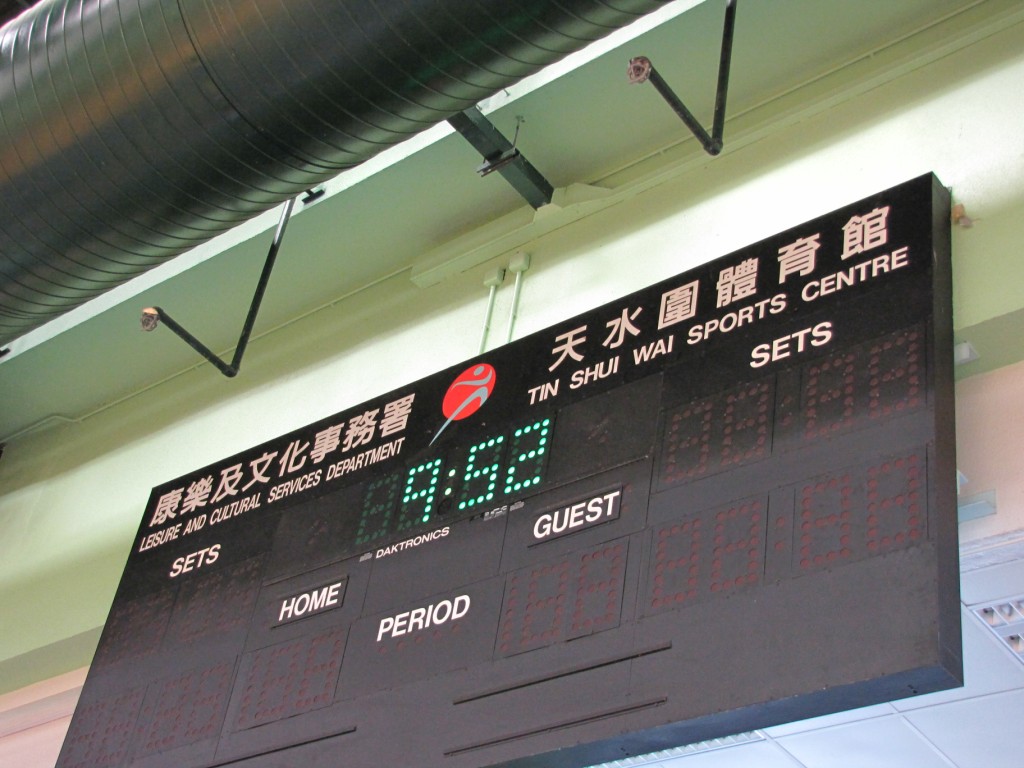 康樂及文化事務署
LEISURE AND CULTURAL SERVICES DEPARTMENT
天水圍體育館
TIN SHUI WAI SPORTS CENTRE
9:52
SETS
SETS
DAKTRONICS
HOME
GUEST
PERIOD